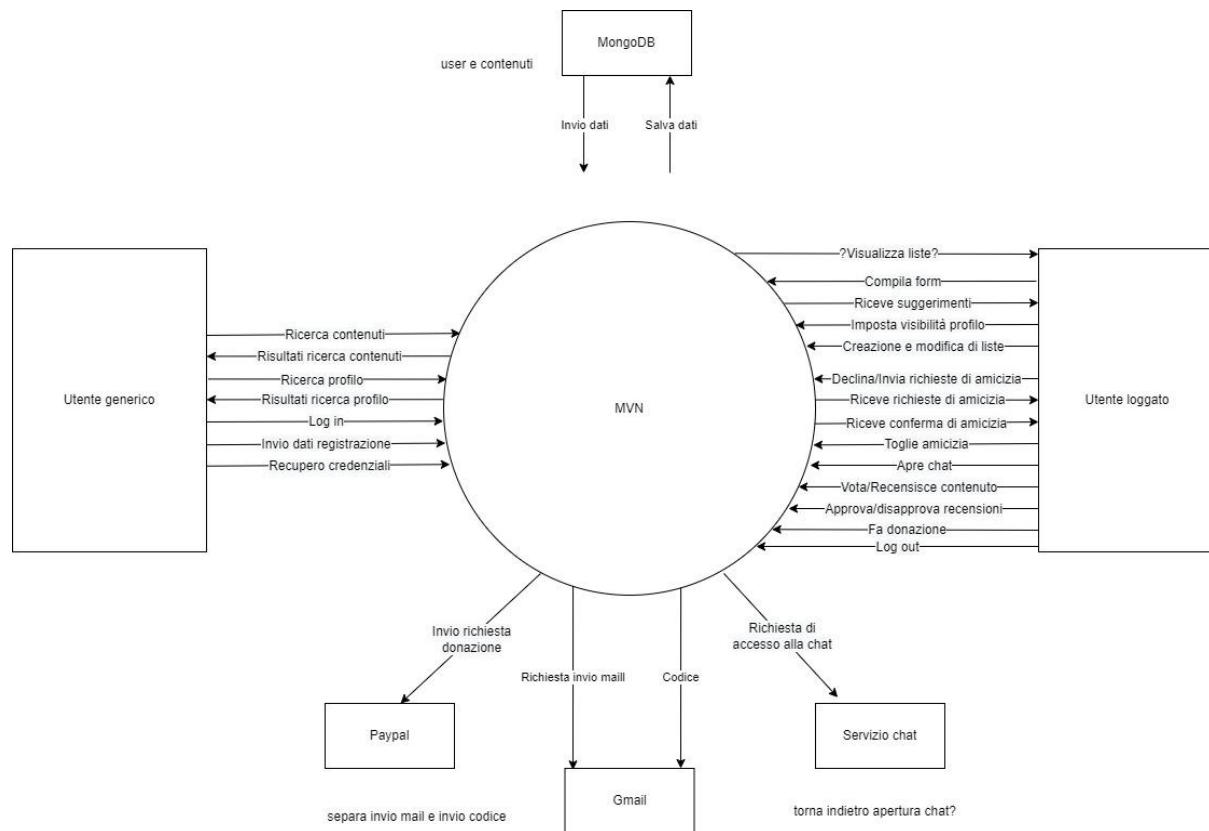 MongoDB
user e contenuti
Invio dati
Salva dati
Utente generico
Ricerca contenuti
Risultati ricerca contenuti
Ricerca profilo
Risultati ricerca profilo
Log in
Invio dati registrazione
Recupero credenziali
MVN
?Visualizza liste?
Compila form
Riceve suggerimenti
Imposta visibilità profilo
Creazione e modifica di liste
Declina/Invia richieste di amicizia
Riceve richieste di amicizia
Riceve conferma di amicizia
Toglie amicizia
Apre chat
Vota/Recensisce contenuto
Approva/disapprova recensioni
Fa donazione
Log out
Utente loggato
Invio richiesta
donazione
Richiesta invio maill
Codice
Richiesta di
accesso alla chat
Paypal
Gmail
Servizio chat
separa invio mail e invio codice
torna indietro apertura chat?